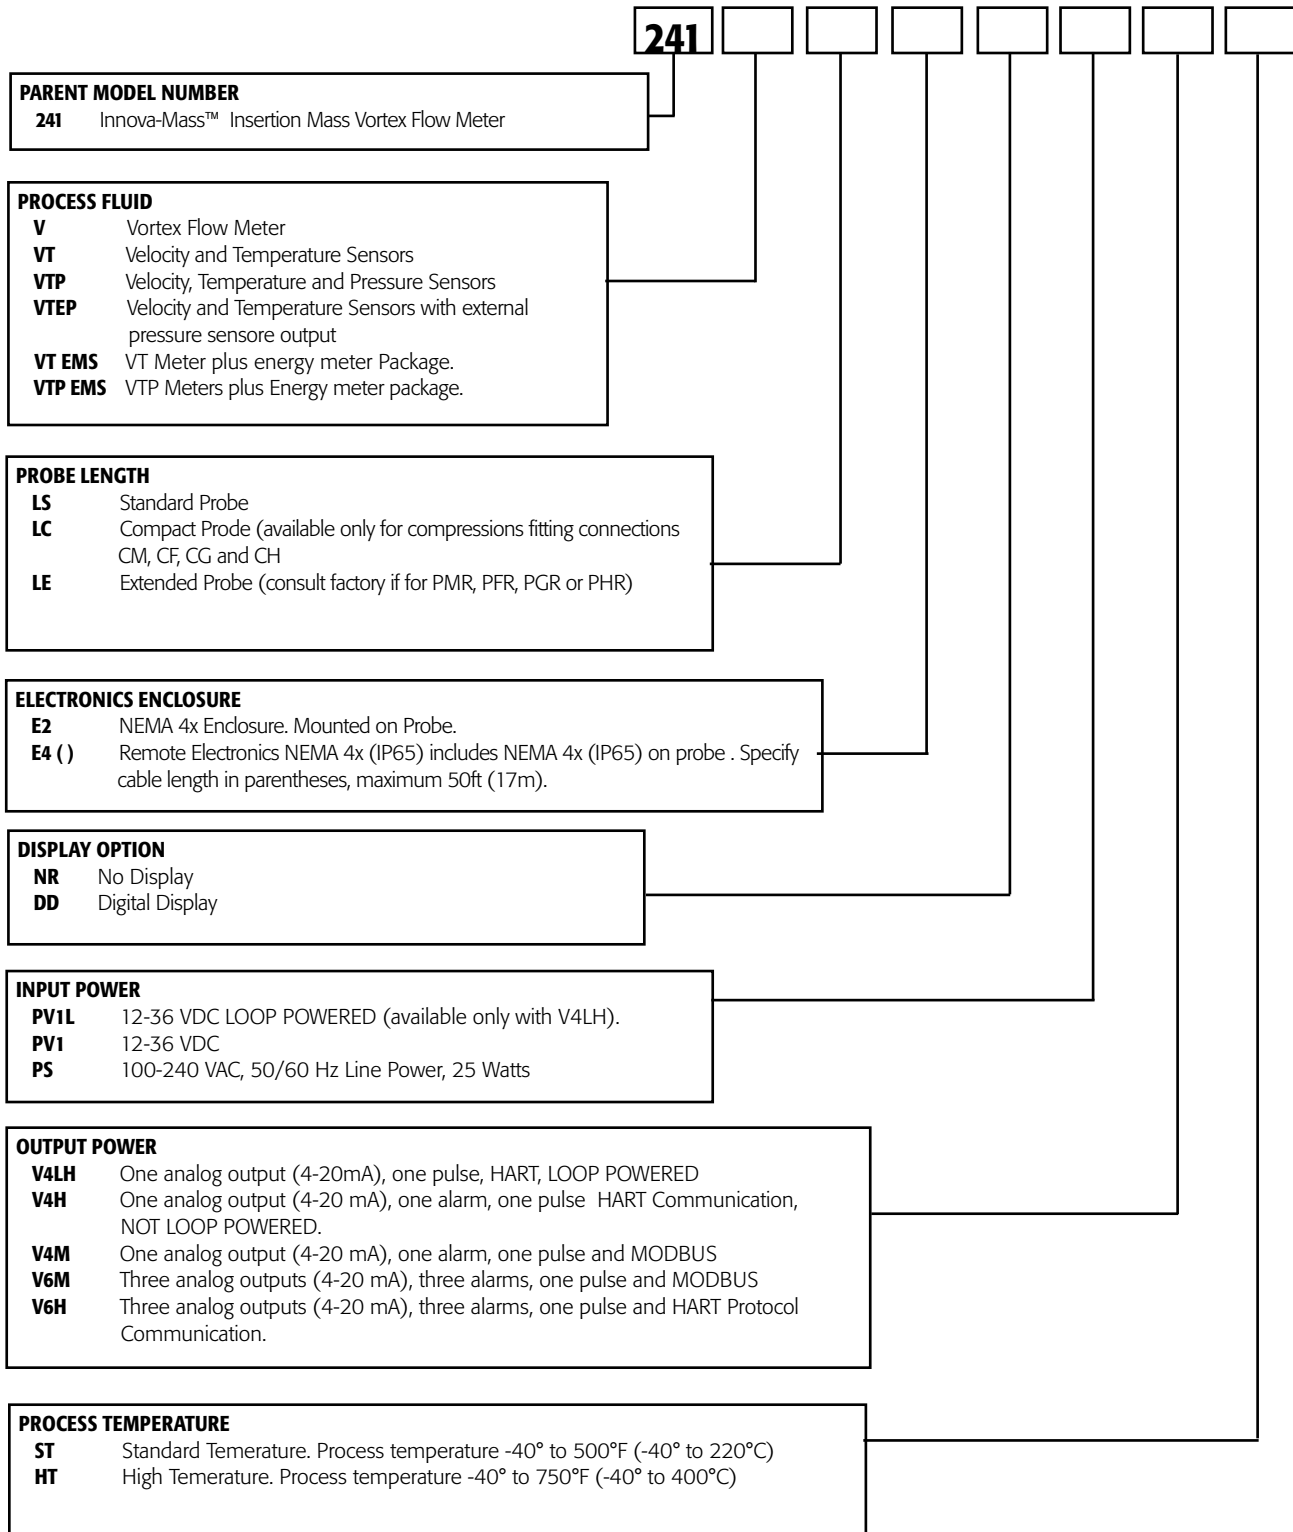 241
PARENT MODEL NUMBER
241 Innova-Mass™ Insertion Mass Vortex Flow Meter
PROCESS FLUID
V Vortex Flow Meter
VT Velocity and Temperature Sensors
VTP Velocity, Temperature and Pressure Sensors
VTEP Velocity and Temperature Sensors with external
pressure sensore output
VT EMS VT Meter plus energy meter Package.
VTP EMS VTP Meters plus Energy meter package.
PROBE LENGTH
LS Standard Probe
LC Compact Prode (available only for compressions fitting connections
CM, CF, CG and CH
LE Extended Probe (consult factory if for PMR, PFR, PGR or PHR)
ELECTRONICS ENCLOSURE
E2 NEMA 4x Enclosure. Mounted on Probe.
E4 ( ) Remote Electronics NEMA 4x (IP65) includes NEMA 4x (IP65) on probe . Specify
cable length in parentheses, maximum 50ft (17m).
DISPLAY OPTION
NR No Display
DD Digital Display
INPUT POWER
PV1L 12-36 VDC LOOP POWERED (available only with V4LH).
PV1 12-36 VDC
PS 100-240 VAC, 50/60 Hz Line Power, 25 Watts
OUTPUT POWER
V4LH One analog output (4-20mA), one pulse, HART, LOOP POWERED
V4H One analog output (4-20 mA), one alarm, one pulse HART Communication,
NOT LOOP POWERED.
V4M One analog output (4-20 mA), one alarm, one pulse and MODBUS
V6M Three analog outputs (4-20 mA), three alarms, one pulse and MODBUS
V6H Three analog outputs (4-20 mA), three alarms, one pulse and HART Protocol
Communication.
PROCESS TEMPERATURE
ST Standard Temerature. Process temperature -40° to 500°F (-40° to 220°C)
HT High Temerature. Process temperature -40° to 750°F (-40° to 400°C)